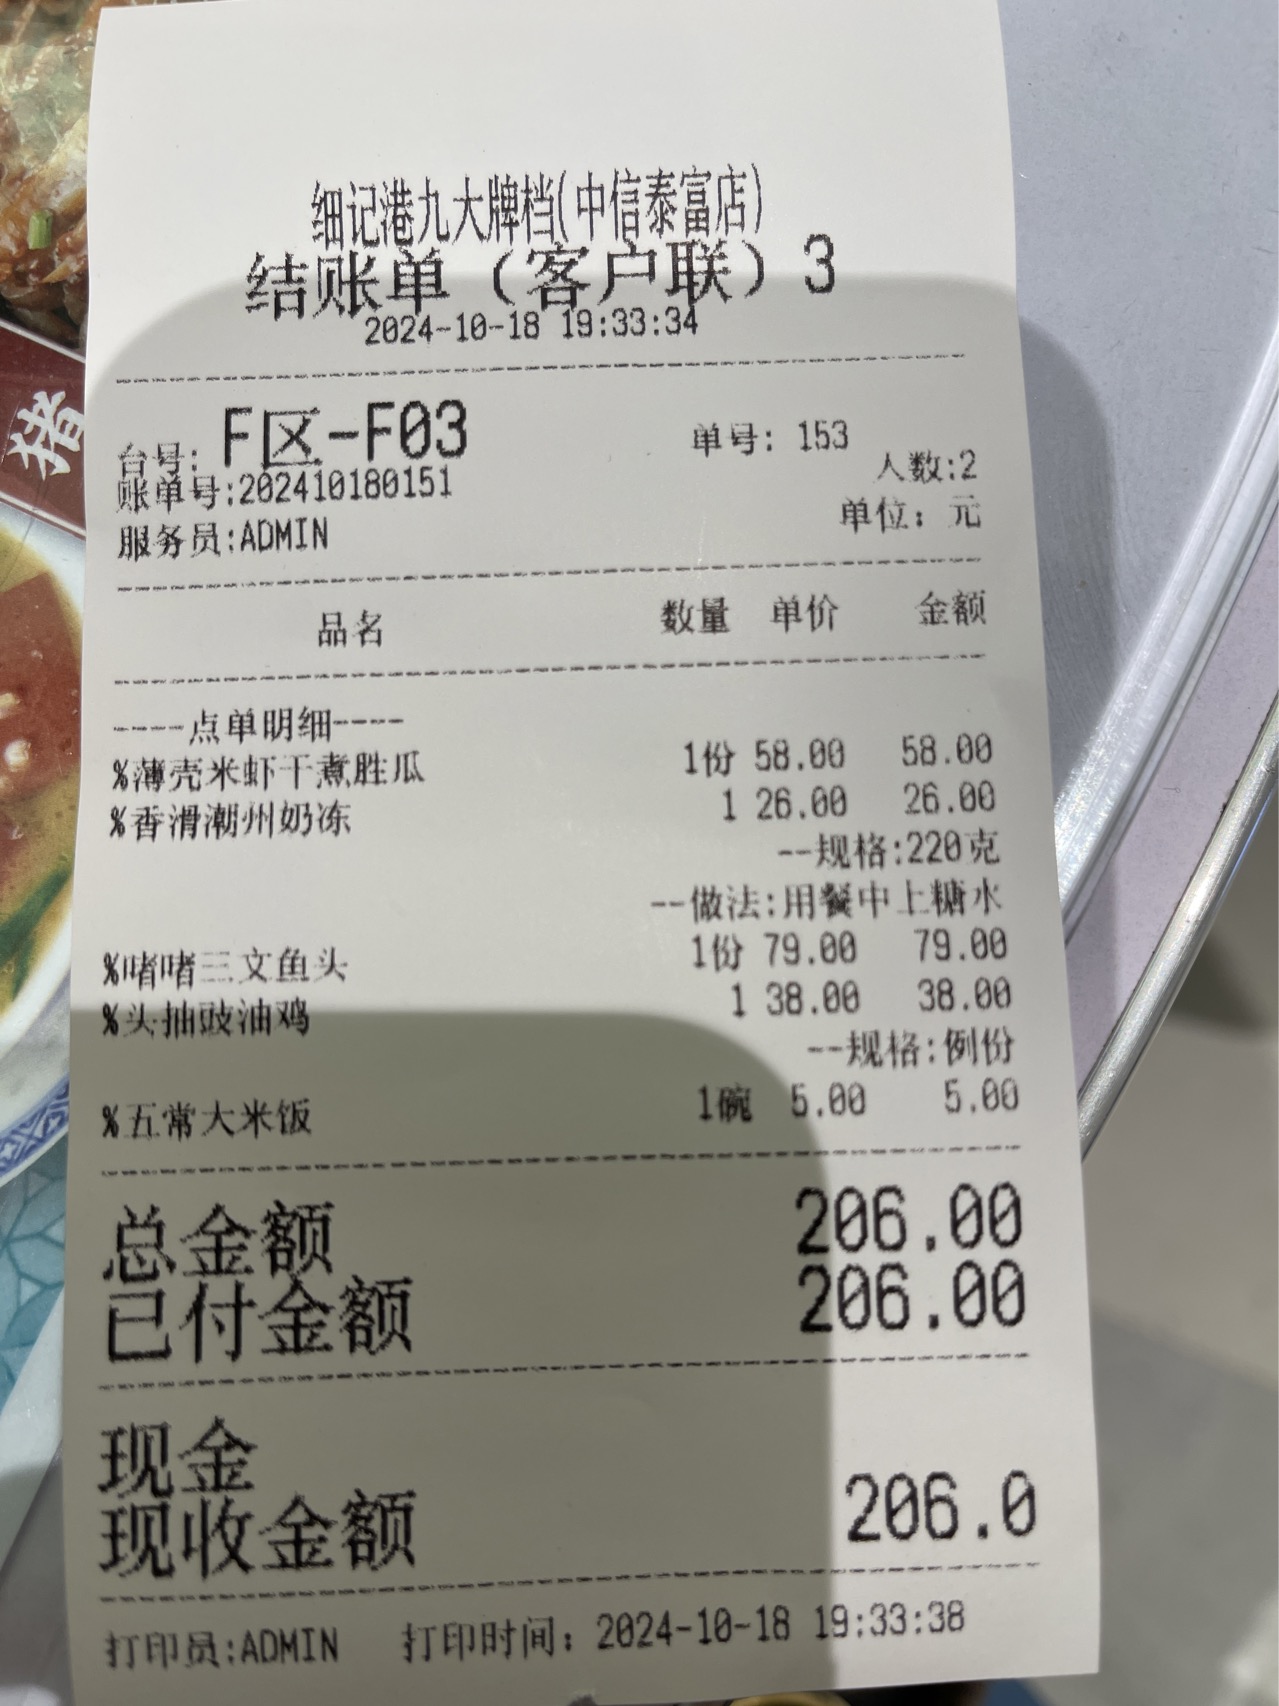 细记港九大牌档(中信泰富店)
结账单（客户联）3
2024-10-18 19:33:34
台号: F区-F03 单号: 153
人数:2
账单号:202410180151
单位: 元
服务员:ADMIN
品名 数量 单价 金额
----点单明细----
%薄壳米虾干煮胜瓜 1份 58.00 58.00
%香滑潮州奶冻 1 26.00 26.00
--规格:220克
--做法:用餐中上糖水
%啫啫三文鱼头 1份 79.00 79.00
%头抽豉油鸡 1 38.00 38.00
--规格:例份
%五常大米饭 1碗 5.00 5.00
总金额 206.00
已付金额 206.00
现金
现收金额 206.0
打印员:ADMIN 打印时间: 2024-10-18 19:33:38
猪